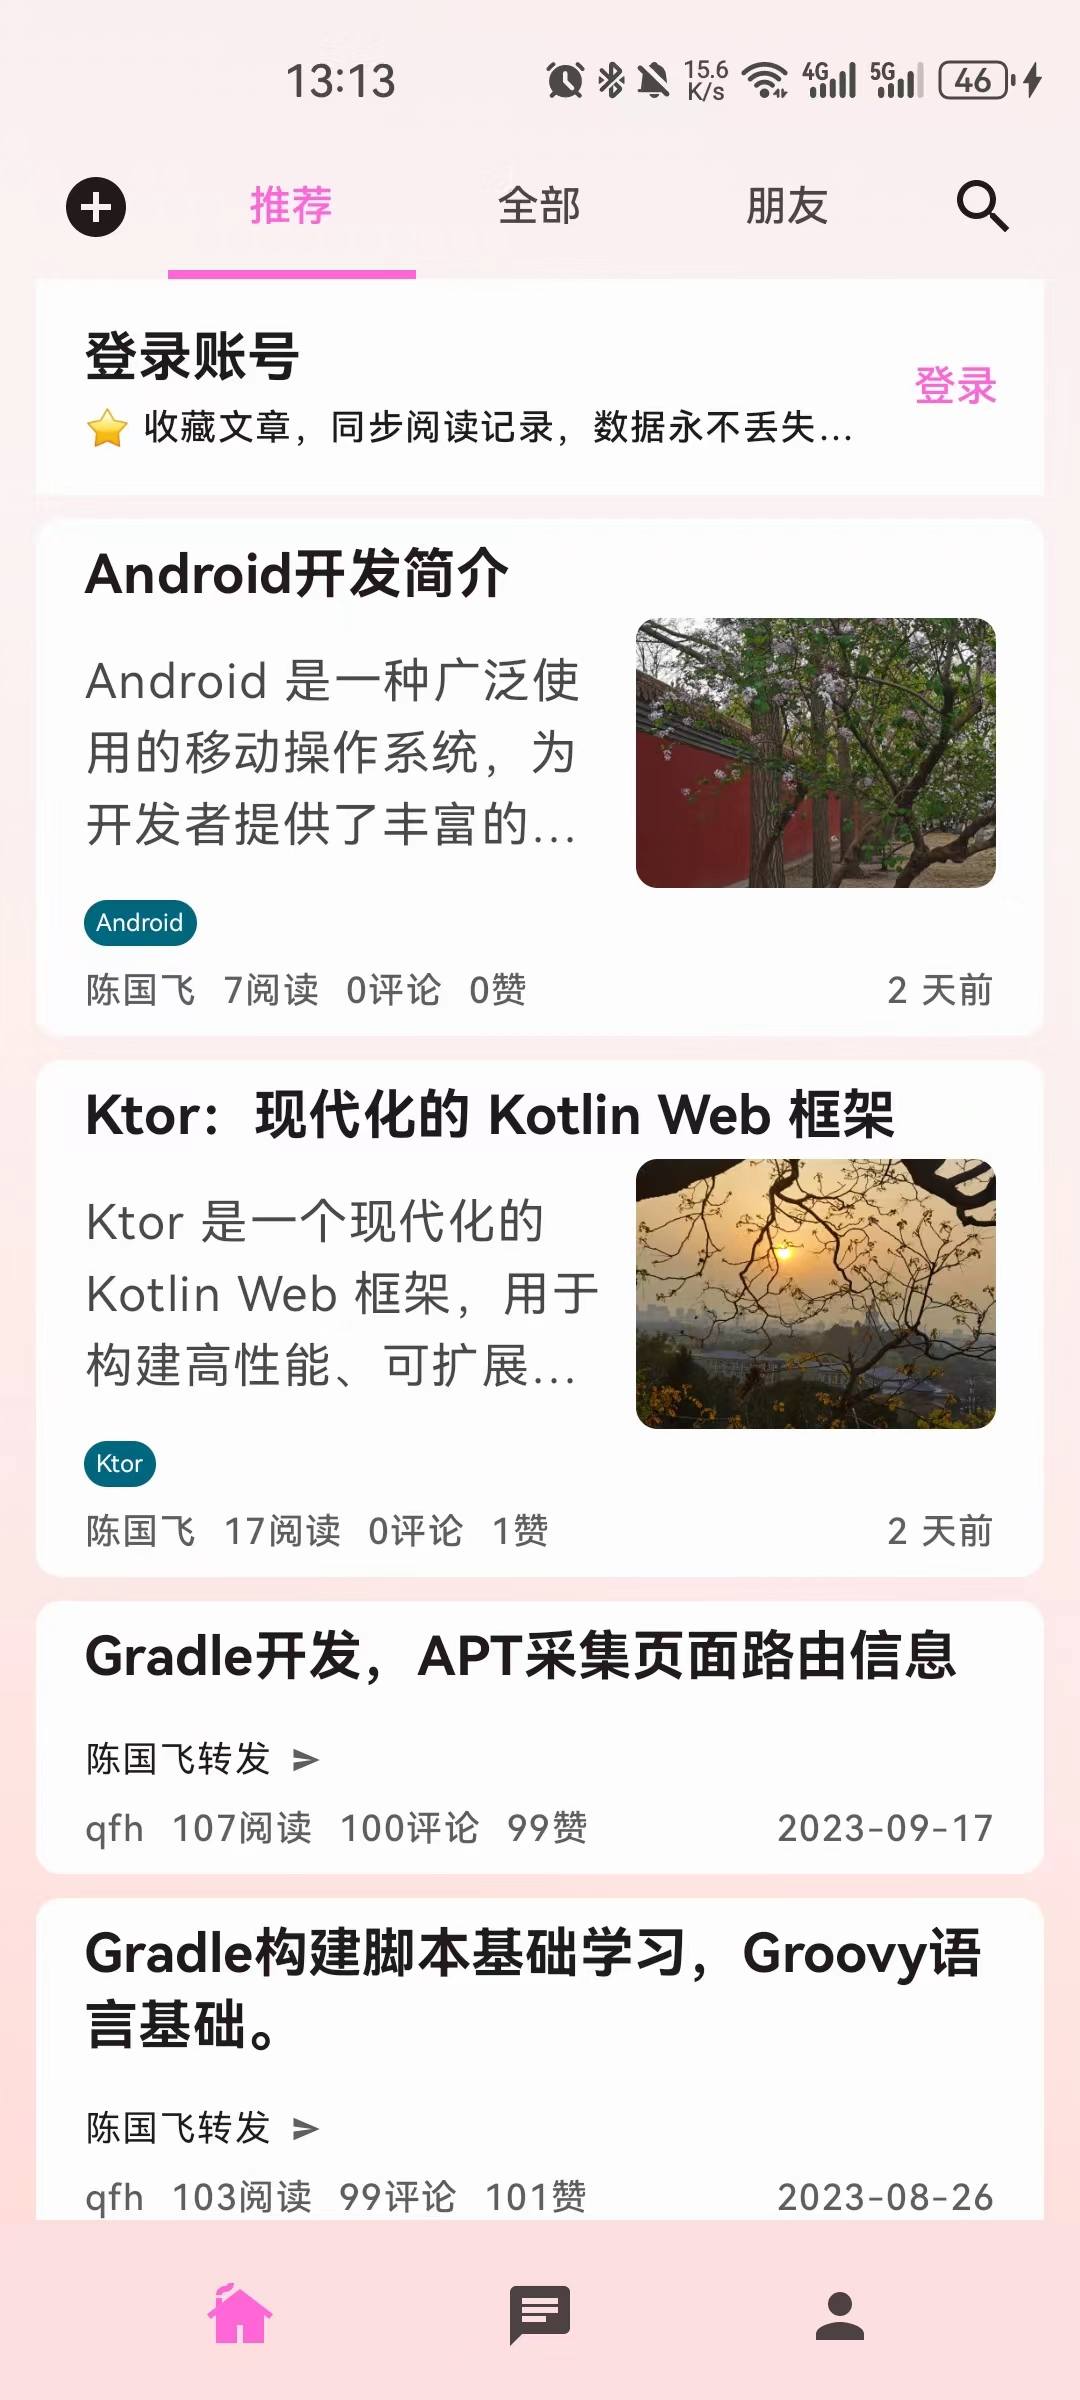 13:13
15.6
K/s
4G
5G
46
推荐
全部
朋友
登录账号
登录
收藏文章，同步阅读记录，数据永不丢失...
Android开发简介
Android 是一种广泛使
用的移动操作系统，为
开发者提供了丰富的...
Android
陈国飞 7阅读 0评论 0赞 2 天前
Ktor：现代化的 Kotlin Web 框架
Ktor 是一个现代化的
Kotlin Web 框架，用于
构建高性能、可扩展...
Ktor
陈国飞 17阅读 0评论 1赞 2 天前
Gradle开发，APT采集页面路由信息
陈国飞转发
qfh 107阅读 100评论 99赞 2023-09-17
Gradle构建脚本基础学习，Groovy语
言基础。
陈国飞转发
qfh 103阅读 99评论 101赞 2023-08-26